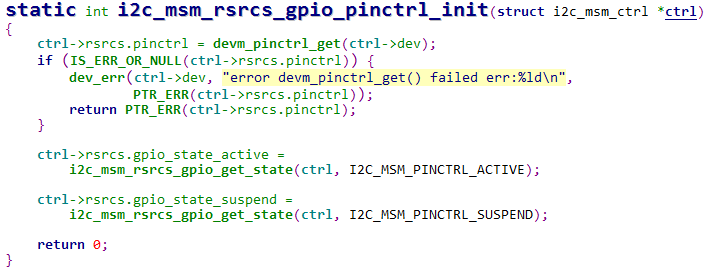 static int i2c_msm_rsrcs_gpio_pinctrl_init(struct i2c_msm_ctrl *ctrl)
{
    ctrl->rsrcs.pinctrl = devm_pinctrl_get(ctrl->dev);
    if (IS_ERR_OR_NULL(ctrl->rsrcs.pinctrl)) {
        dev_err(ctrl->dev, "error devm_pinctrl_get() failed err:%ld\n",
                PTR_ERR(ctrl->rsrcs.pinctrl));
        return PTR_ERR(ctrl->rsrcs.pinctrl);
    }

    ctrl->rsrcs.gpio_state_active =
        i2c_msm_rsrcs_gpio_get_state(ctrl, I2C_MSM_PINCTRL_ACTIVE);

    ctrl->rsrcs.gpio_state_suspend =
        i2c_msm_rsrcs_gpio_get_state(ctrl, I2C_MSM_PINCTRL_SUSPEND);

    return 0;
}